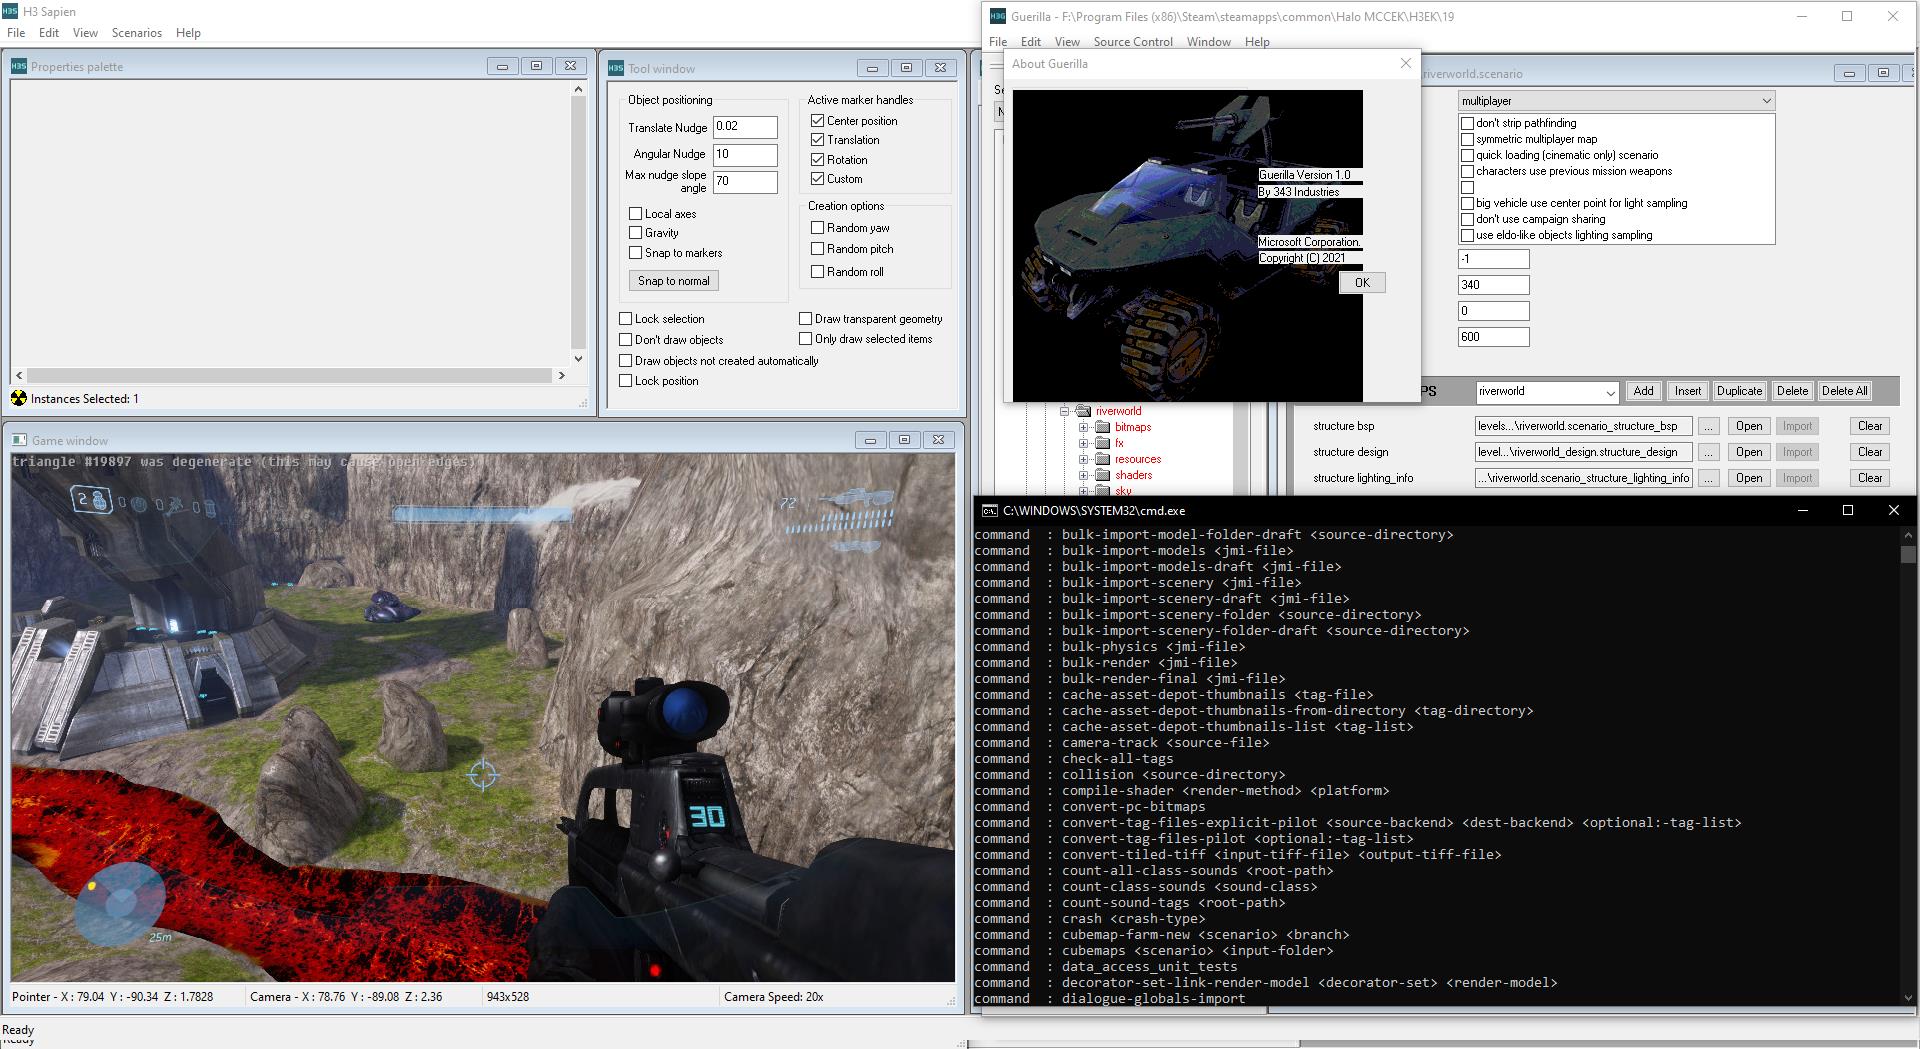 H3 Sapien
File Edit View Scenarios Help
Properties palette
Instances Selected: 1
Tool window
Object positioning
Translate Nudge 0.02
Angular Nudge 10
Max nudge slope
angle 70
Local axes
Gravity
Snap to markers
Snap to normal
Active marker handles
Center position
Translation
Rotation
Custom
Creation options
Random yaw
Random pitch
Random roll
Lock selection
Don't draw objects
Draw objects not created automatically
Lock position
Draw transparent geometry
Only draw selected items
Game window
triangle #19897 was degenerate (this may cause open edges)
2
72
30
25m
Pointer - X : 79.04 Y : -90.34 Z : 1.7828
Camera - X : 78.76 Y : -89.08 Z : 2.36
943x528
Camera Speed: 20x
Ready
Ready
Guerilla - F:\Program Files (x86)\Steam\steamapps\common\Halo MCCEK\H3EK\19
File Edit View Source Control Window Help
About Guerilla
Guerilla Version 1.0
By 343 Industries
Microsoft Corporation.
Copyright (C) 2021
OK
riverworld.scenario
multiplayer
don't strip pathfinding
symmetric multiplayer map
quick loading (cinematic only) scenario
characters use previous mission weapons
big vehicle use center point for light sampling
don't use campaign sharing
use eldo-like objects lighting sampling
-1
340
0
600
riverworld Add Insert Duplicate Delete Delete All
structure bsp levels...\riverworld.scenario_structure_bsp ... Open Import Clear
structure design level...\riverworld_design.structure_design ... Open Import Clear
structure lighting_info ...\riverworld.scenario_structure_lighting_info ... Open Import Clear
riverworld
bitmaps
fx
resources
shaders
sky
C:\WINDOWS\SYSTEM32\cmd.exe
command : bulk-import-model-folder-draft <source-directory>
command : bulk-import-models <jmi-file>
command : bulk-import-models-draft <jmi-file>
command : bulk-import-scenery <jmi-file>
command : bulk-import-scenery-draft <jmi-file>
command : bulk-import-scenery-folder <source-directory>
command : bulk-import-scenery-folder-draft <source-directory>
command : bulk-physics <jmi-file>
command : bulk-render <jmi-file>
command : bulk-render-final <jmi-file>
command : cache-asset-depot-thumbnails <tag-file>
command : cache-asset-depot-thumbnails-from-directory <tag-directory>
command : cache-asset-depot-thumbnails-list <tag-list>
command : camera-track <source-file>
command : check-all-tags
command : collision <source-directory>
command : compile-shader <render-method> <platform>
command : convert-pc-bitmaps
command : convert-tag-files-explicit-pilot <source-backend> <dest-backend> <optional:-tag-list>
command : convert-tag-files-pilot <optional:-tag-list>
command : convert-tiled-tiff <input-tiff-file> <output-tiff-file>
command : count-all-class-sounds <root-path>
command : count-class-sounds <sound-class>
command : count-sound-tags <root-path>
command : crash <crash-type>
command : cubemap-farm-new <scenario> <branch>
command : cubemaps <scenario> <input-folder>
command : data_access_unit_tests
command : decorator-set-link-render-model <decorator-set> <render-model>
command : dialogue-globals-import